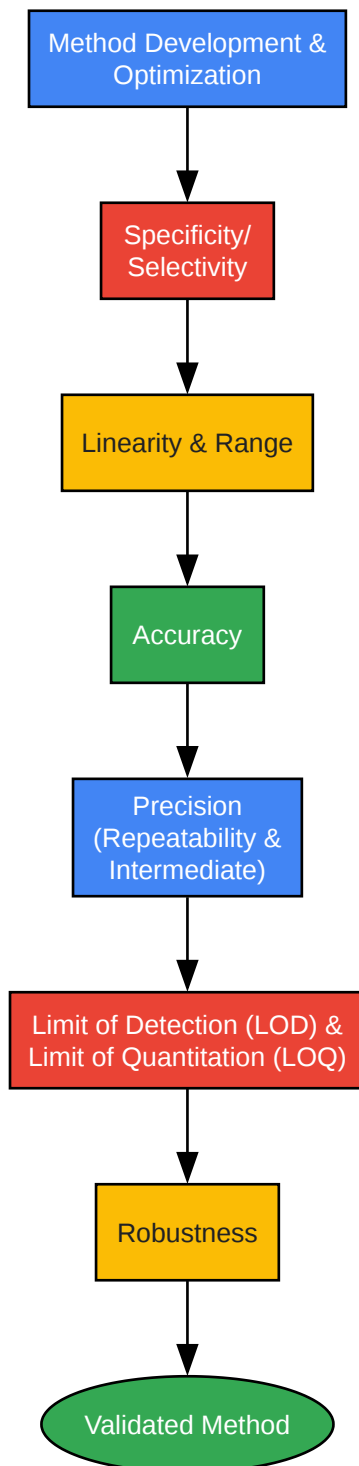 Method Development &
Optimization
Specificity/
Selectivity
Linearity & Range
Accuracy
Precision
(Repeatability &
Intermediate)
Limit of Detection (LOD) &
Limit of Quantitation (LOQ)
Robustness
Validated Method